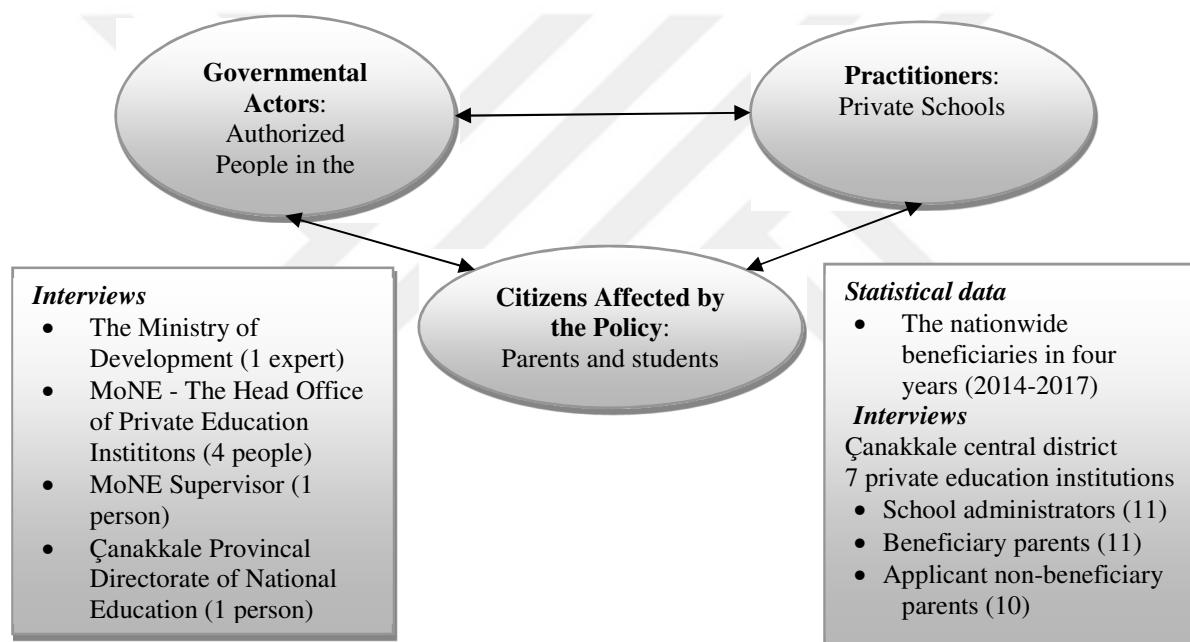 Governmental
Actors:
Authorized
People in the
Practitioners:
Private Schools
Citizens Affected by
the Policy:
Parents and students
Interviews
• The Ministry of
Development (1 expert)
• MoNE - The Head Office
of Private Education
Instititons (4 people)
• MoNE Supervisor (1
person)
• Çanakkale Provincal
Directorate of National
Education (1 person)
Statistical data
• The nationwide
beneficiaries in four
years (2014-2017)
Interviews
Çanakkale central district
7 private education institutions
• School administrators (11)
• Beneficiary parents (11)
• Applicant non-beneficiary
parents (10)